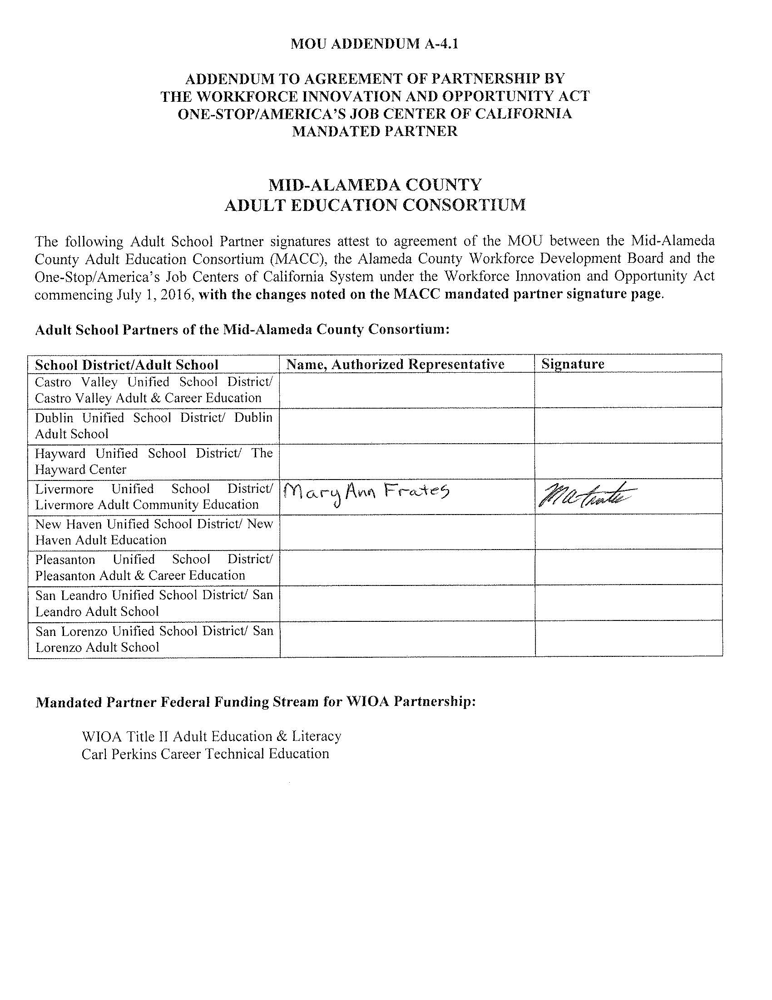 MOU ADDENDUM A-4.1
ADDENDUM TO AGREEMENT OF PARTNERSHIP BY
THE WORKFORCE INNOVATION AND OPPORTUNITY ACT
ONE-STOP/AMERICA'S JOB CENTER OF CALIFORNIA
MANDATED PARTNER
MID-ALAMEDA COUNTY
ADULT EDUCATION CONSORTIUM
The following Adult School Partner signatures attest to agreement of the MOU between the Mid-Alameda
County Adult Education Consortium (MACC), the Alameda County Workforce Development Board and the
One-Stop/America's Job Centers of California System under the Workforce Innovation and Opportunity Act
commencing July 1, 2016, with the changes noted on the MACC mandated partner signature page.
Adult School Partners of the Mid-Alameda County Consortium:
School District/Adult School Name, Authorized Representative Signature
Castro Valley Unified School District/
Castro Valley Adult & Career Education
Dublin Unified School District/ Dublin
Adult School
Hayward Unified School District/ The
Hayward Center
Livermore Unified School District/ Mary Ann Frates MA Frates
Livermore Adult Community Education
New Haven Unified School District/ New
Haven Adult Education
Pleasanton Unified School District/
Pleasanton Adult & Career Education
San Leandro Unified School District/ San
Leandro Adult School
San Lorenzo Unified School District/ San
Lorenzo Adult School
Mandated Partner Federal Funding Stream for WIOA Partnership:
WIOA Title II Adult Education & Literacy
Carl Perkins Career Technical Education